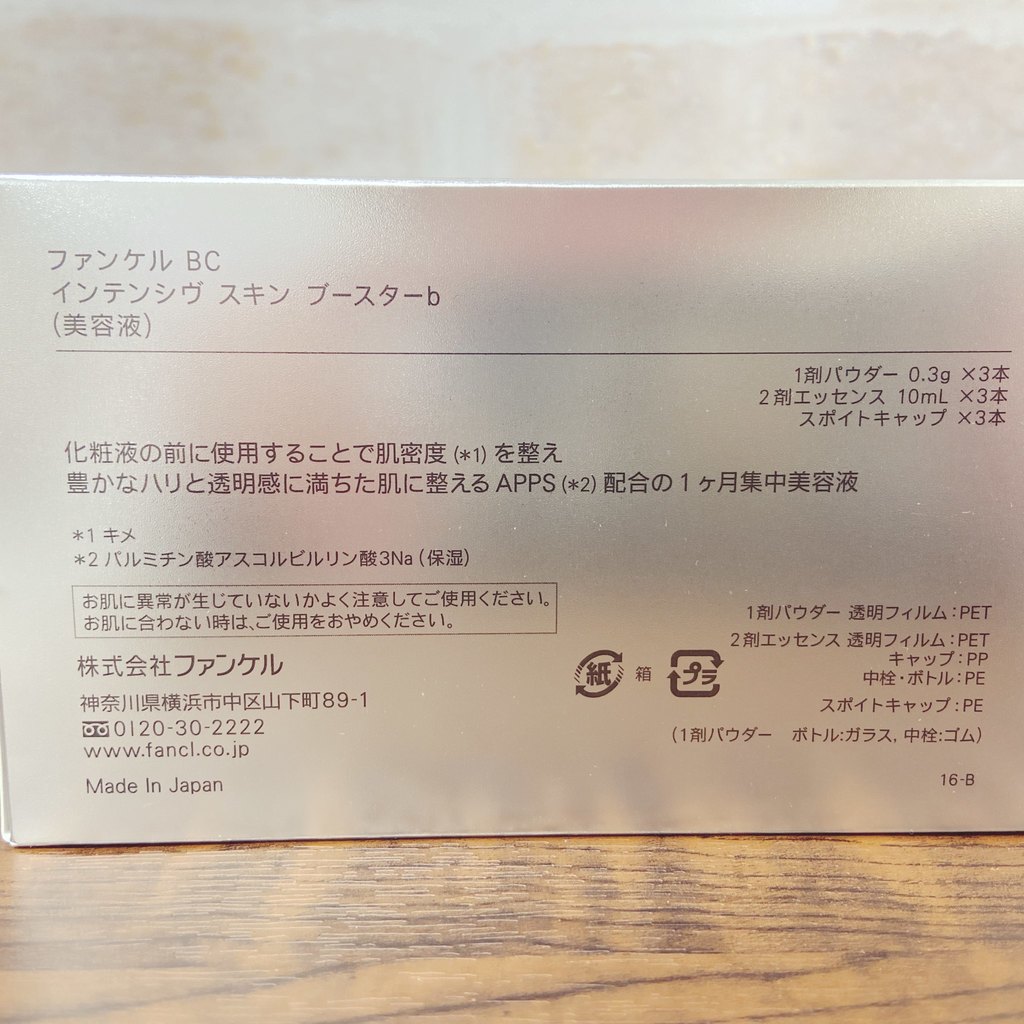 ファンケル BC
インテンシヴ スキン ブースターb
(美容液)
1剤パウダー 0.3g ×3本
2剤エッセンス 10mL ×3本
スポイトキャップ ×3本
化粧液の前に使用することで肌密度(*1)を整え
豊かなハリと透明感に満ちた肌に整えるAPPS(*2)配合の1ヶ月集中美容液
*1 キメ
*2 パルミチン酸アスコルビルリン酸3Na(保湿)
お肌に異常が生じていないかよく注意してご使用ください。
お肌に合わない時は、ご使用をおやめください。
株式会社ファンケル
神奈川県横浜市中区山下町89-1
0120-30-2222
www.fancl.co.jp
Made In Japan
紙 箱 プラ
1剤パウダー 透明フィルム:PET
2剤エッセンス 透明フィルム:PET
キャップ:PP
中栓・ボトル:PE
スポイトキャップ:PE
(1剤パウダー ボトル:ガラス, 中栓:ゴム)
16-B